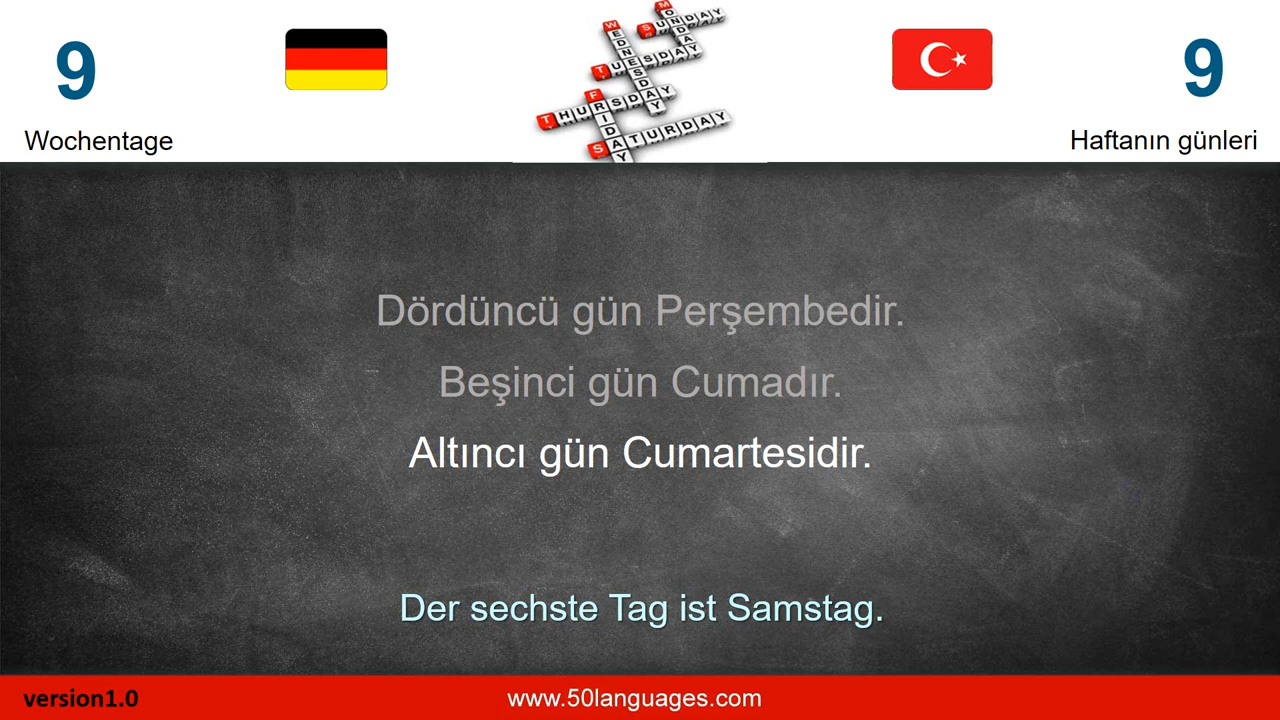 9
Wochentage
WEDNESDAY
MONDAY
SUNDAY
TUESDAY
THURSDAY
FRIDAY
SATURDAY
9
Haftanın günleri
Dördüncü gün Perşembedir.
Beşinci gün Cumadır.
Altıncı gün Cumartesidir.
Der sechste Tag ist Samstag.
version1.0
www.50languages.com